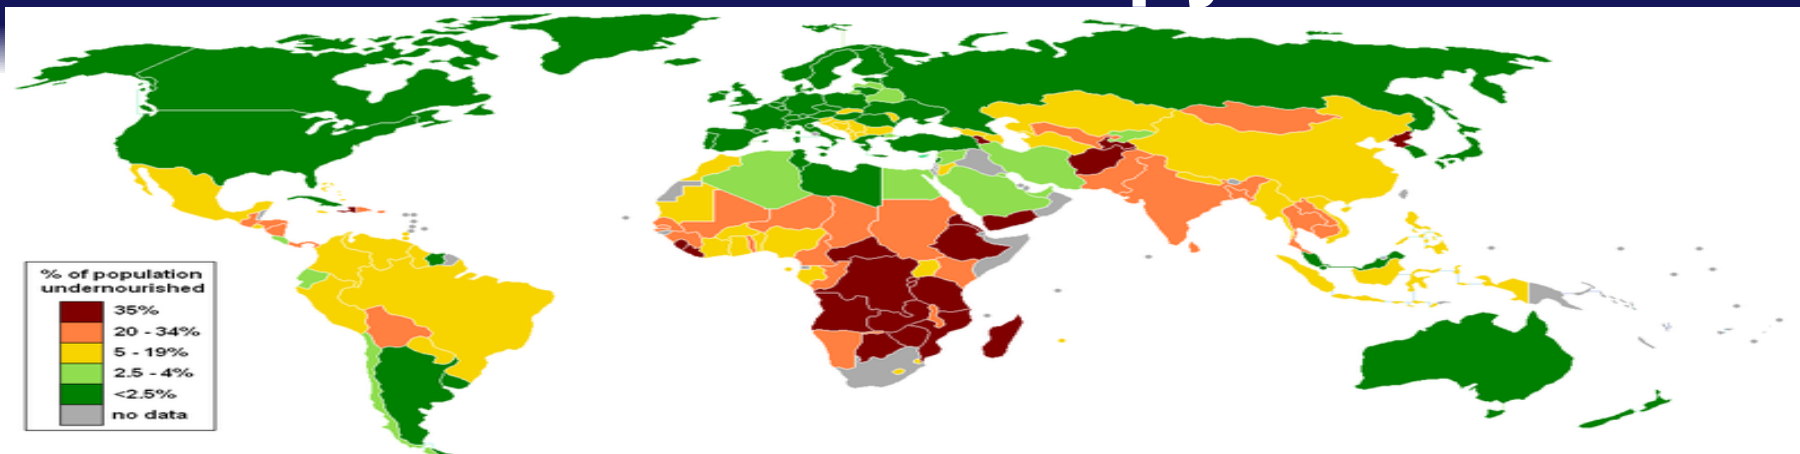 % of population
undernourished
35%
20 - 34%
5 - 19%
2.5 - 4%
<2.5%
no data